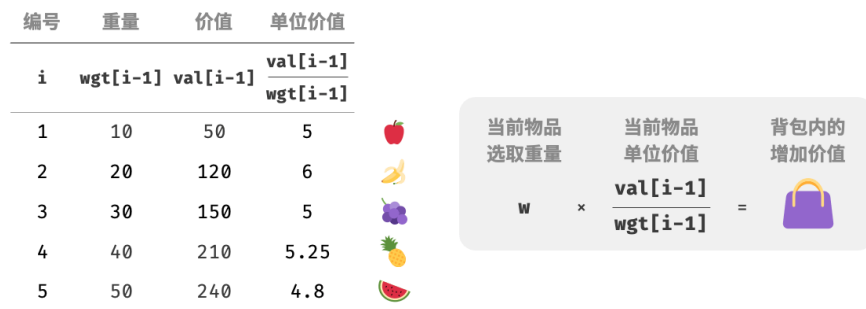 编号 重量 价值 单位价值
i wgt[i-1] val[i-1] val[i-1]
wgt[i-1]
1 10 50 5
2 20 120 6
3 30 150 5
4 40 210 5.25
5 50 240 4.8
当前物品 当前物品 背包内的
选取重量 单位价值 增加价值
val[i-1]
w × =
wgt[i-1]